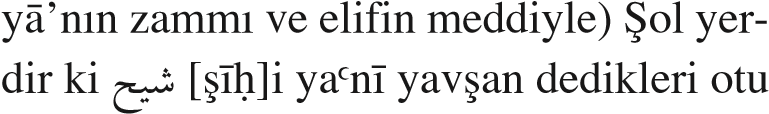 yā’nın zammı ve elifin meddiyle) Şol yer-
dir ki شيح [şīḥ]i yaʿnī yavşan dedikleri otu